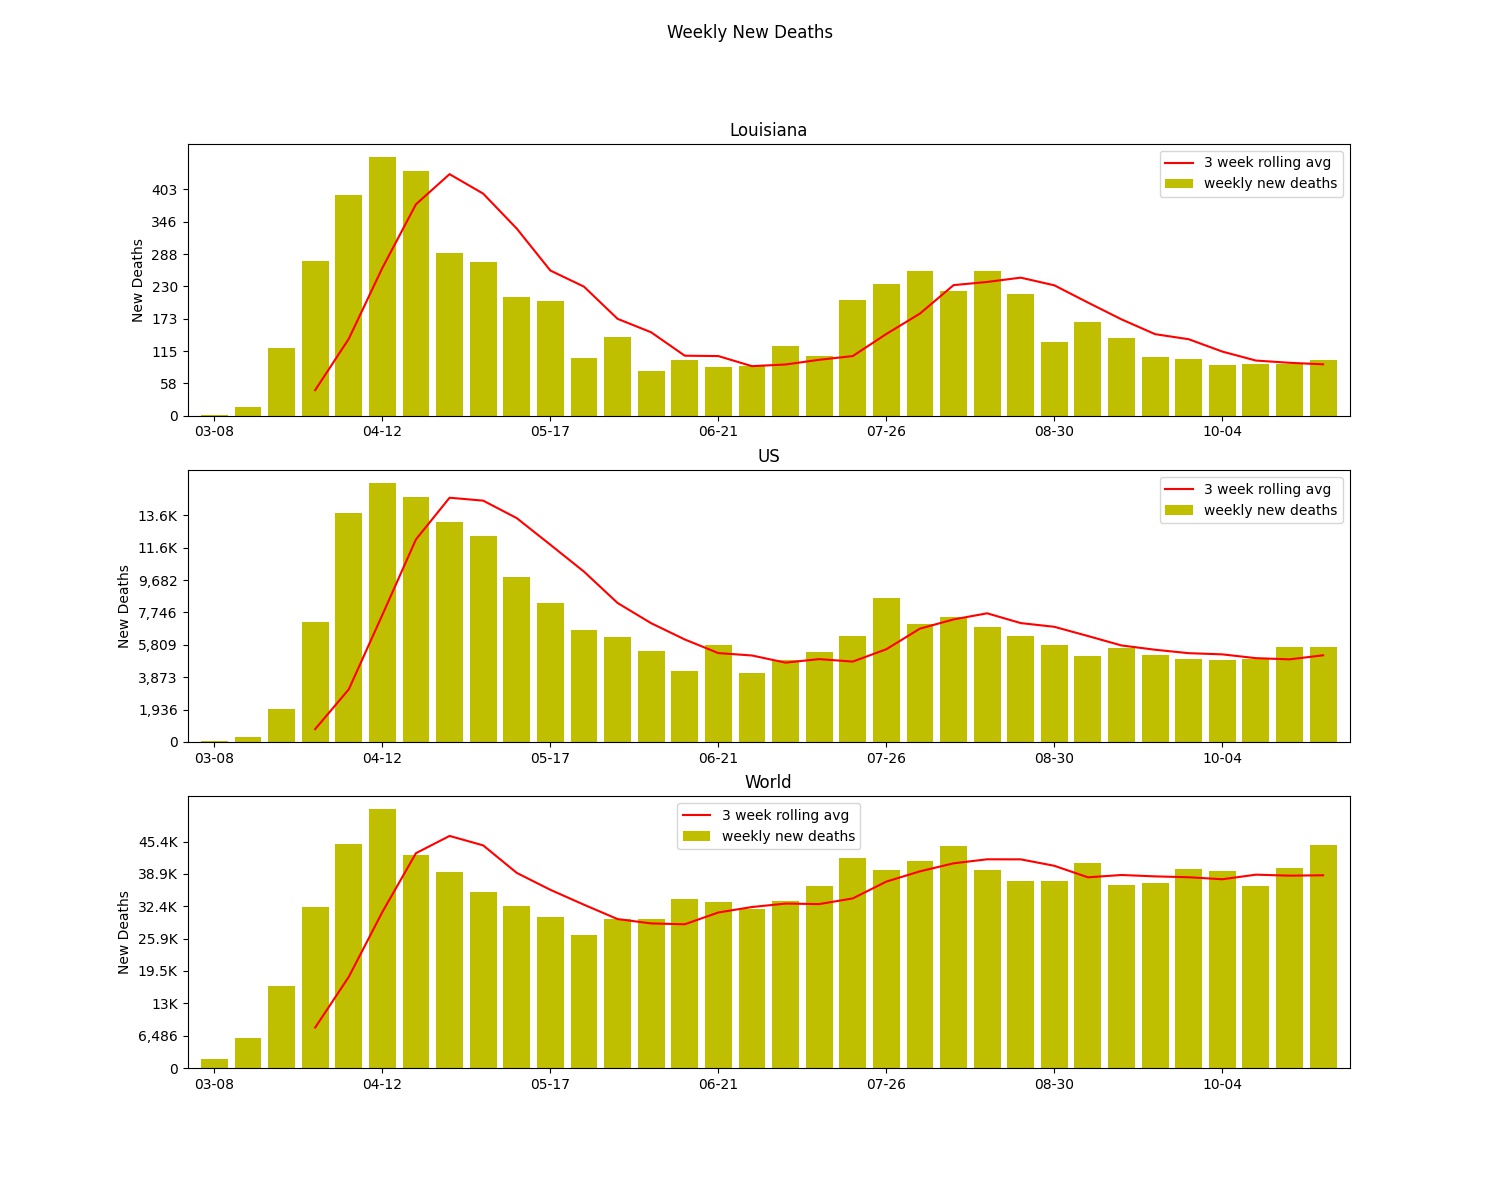 Weekly New Deaths
Louisiana
3 week rolling avg
weekly new deaths
New Deaths
403
346
288
230
173
115
58
0
03-08 04-12 05-17 06-21 07-26 08-30 10-04
US
3 week rolling avg
weekly new deaths
New Deaths
13.6K
11.6K
9,682
7,746
5,809
3,873
1,936
0
03-08 04-12 05-17 06-21 07-26 08-30 10-04
World
3 week rolling avg
weekly new deaths
New Deaths
45.4K
38.9K
32.4K
25.9K
19.5K
13K
6,486
0
03-08 04-12 05-17 06-21 07-26 08-30 10-04